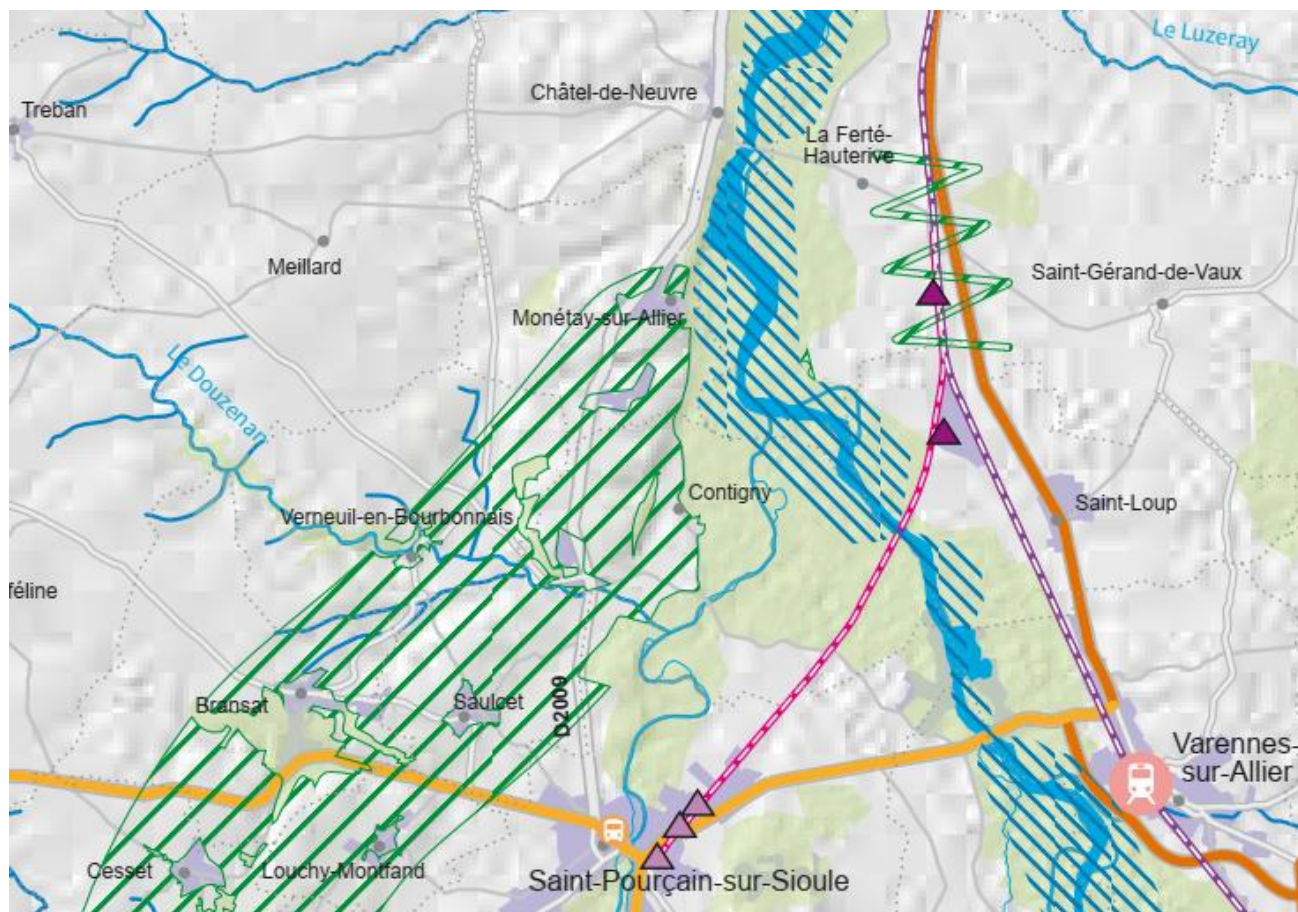 Le Luzeray
Châtel-de-Neuvre
Treban
La Ferté-
Hauterive
Meillard
Saint-Gérand-de-Vaux
Monétay-sur-Allier
Le Douzenan
Contigny
Saint-Loup
Verneuil-en-Bourbonnais
féline
Bransat
Saulcet
D2009
Varennes-
sur-Allier
Cesset
Louchy-Montfand
Saint-Pourçain-sur-Sioule